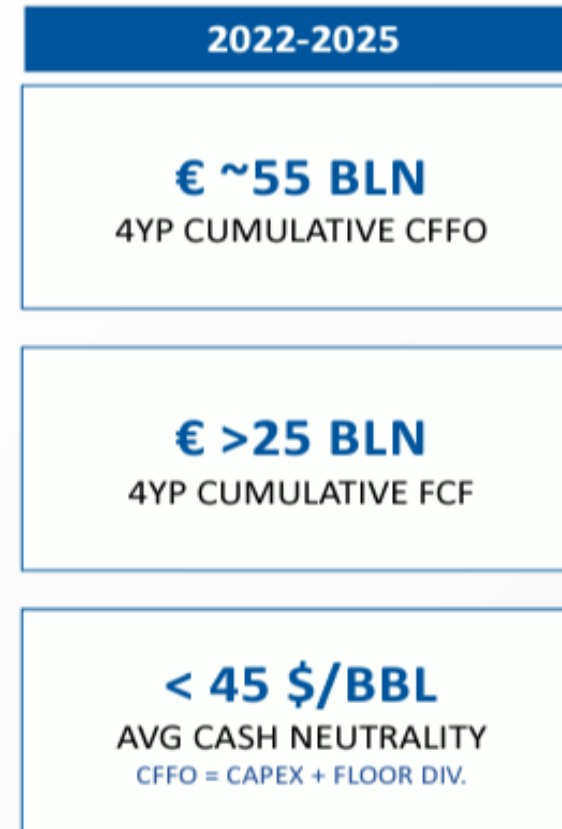 2022-2025
€ ~55 BLN
4YP CUMULATIVE CFFO
€ >25 BLN
4YP CUMULATIVE FCF
< 45 $/BBL
AVG CASH NEUTRALITY
CFFO = CAPEX + FLOOR DIV.